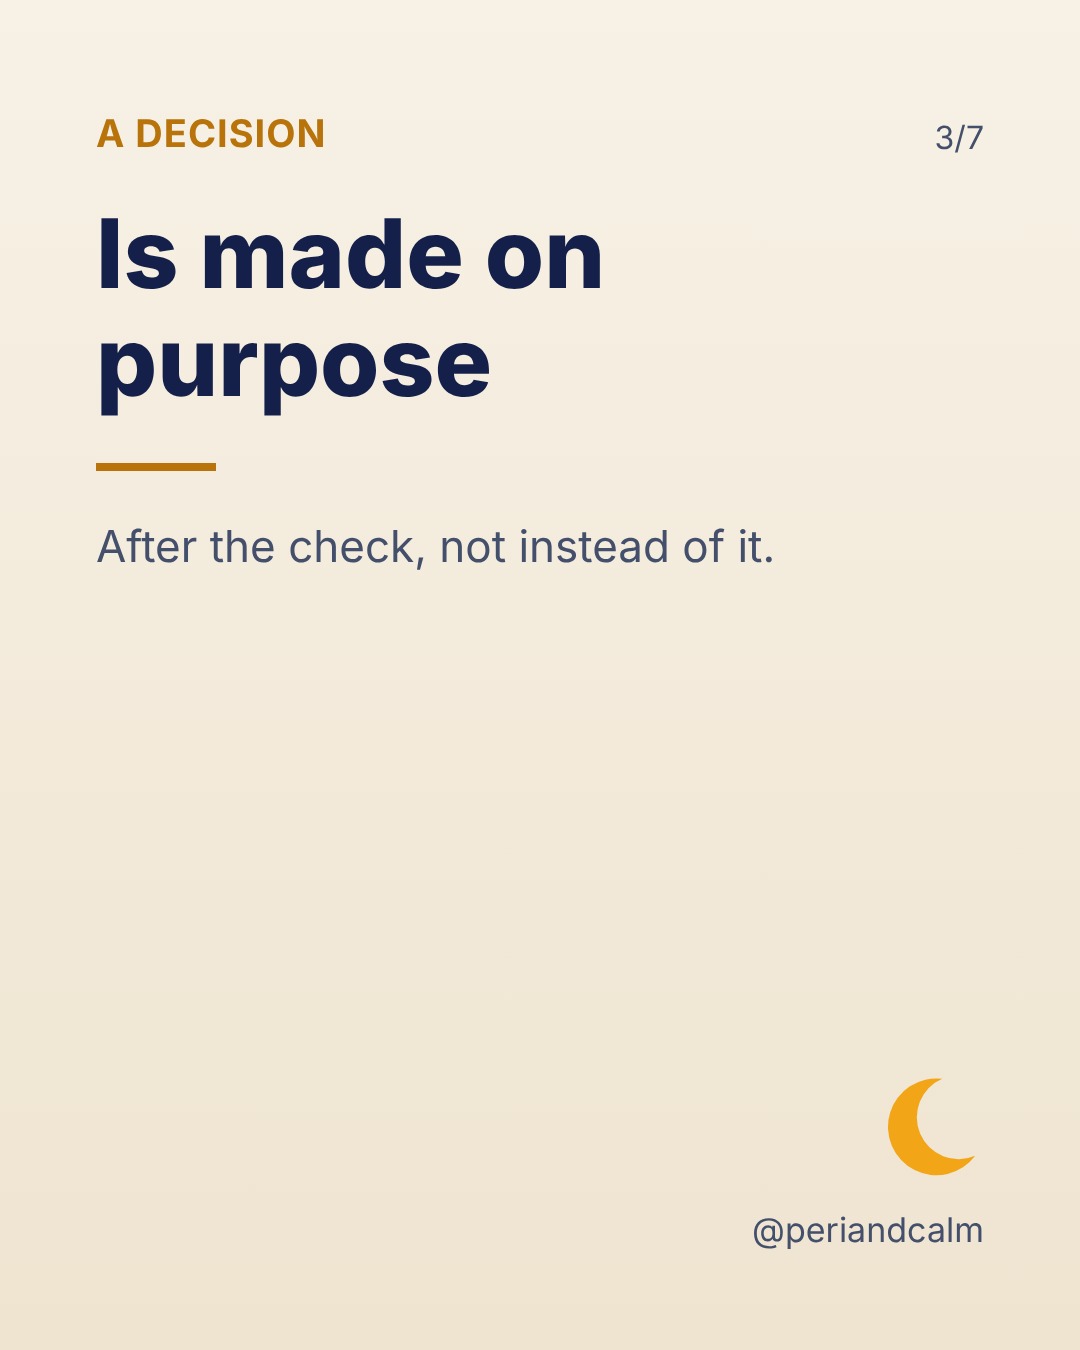 A DECISION
3/7
Is made on
purpose
After the check, not instead of it.
@periandcalm